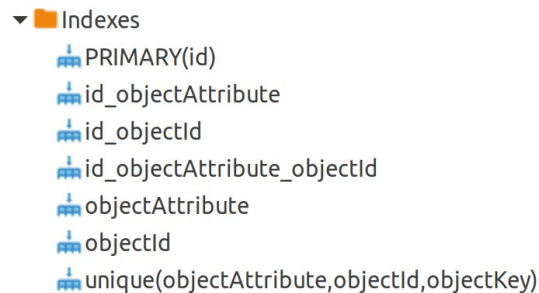 Indexes
PRIMARY(id)
id_objectAttribute
id_objectId
id_objectAttribute_objectId
objectAttribute
objectId
unique(objectAttribute,objectId,objectKey)